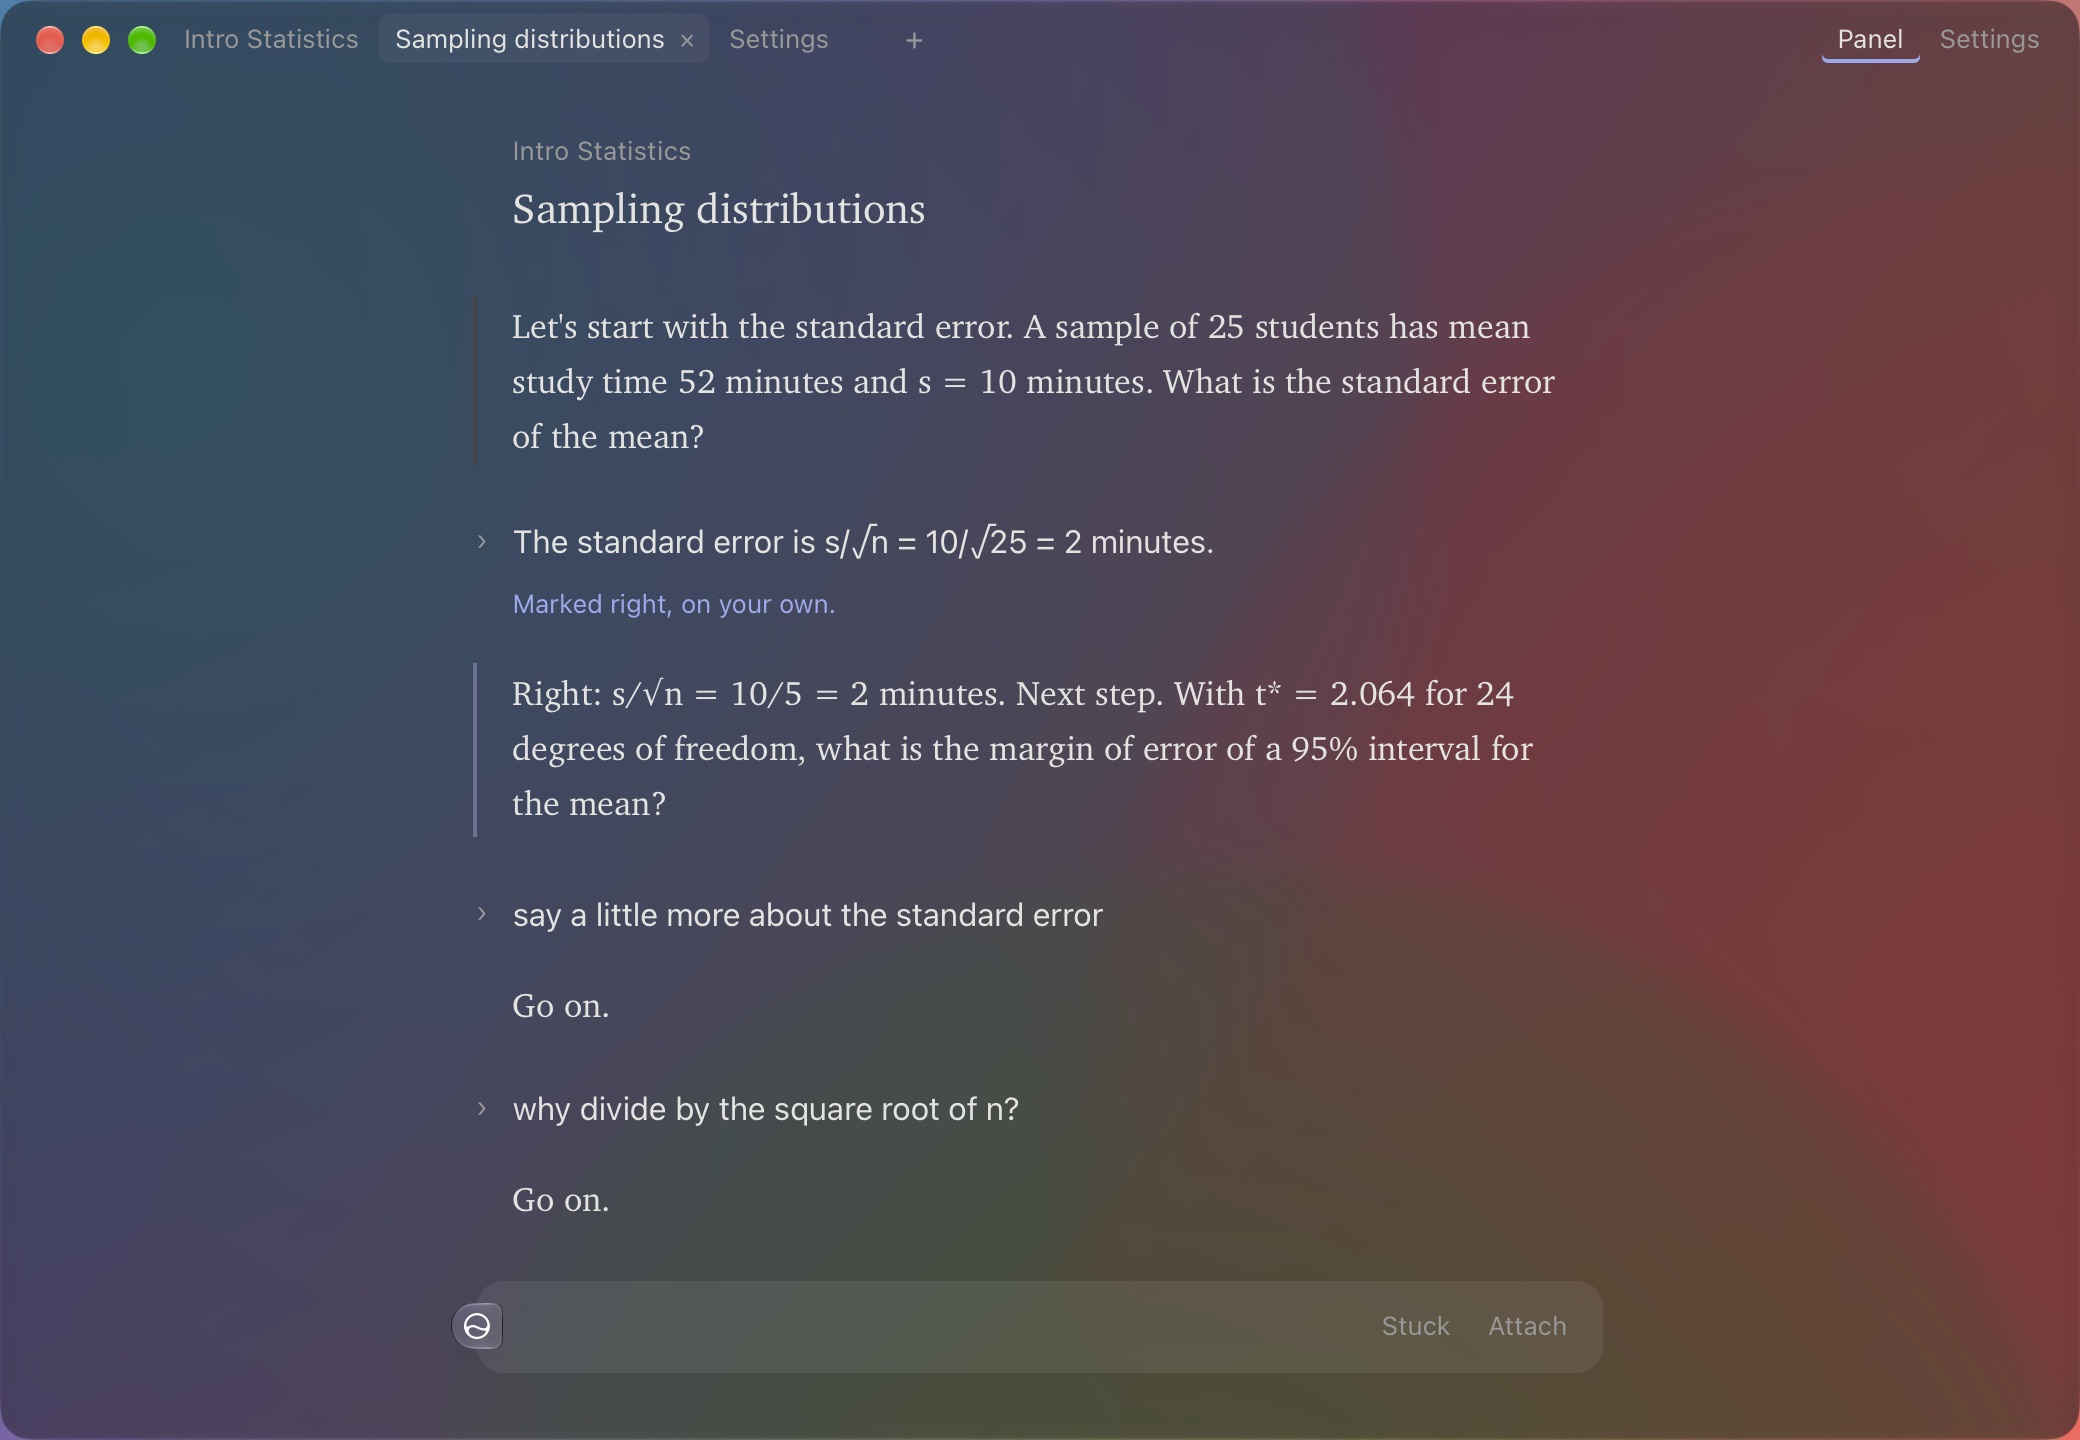 Intro Statistics
Sampling distributions ×
Settings
+
Panel
Settings
Intro Statistics
Sampling distributions
Let's start with the standard error. A sample of 25 students has mean
study time 52 minutes and s = 10 minutes. What is the standard error
of the mean?
› The standard error is s/√n = 10/√25 = 2 minutes.
Marked right, on your own.
Right: s/√n = 10/5 = 2 minutes. Next step. With t* = 2.064 for 24
degrees of freedom, what is the margin of error of a 95% interval for
the mean?
› say a little more about the standard error
Go on.
› why divide by the square root of n?
Go on.
Stuck
Attach